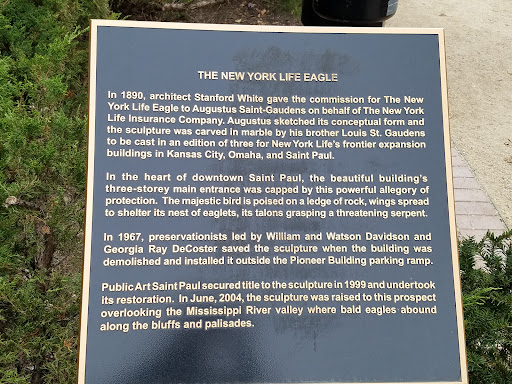 THE NEW YORK LIFE EAGLE
In 1890, architect Stanford White gave the commission for The New
York Life Eagle to Augustus Saint-Gaudens on behalf of The New York
Life Insurance Company. Augustus sketched its conceptual form and
the sculpture was carved in marble by his brother Louis St. Gaudens
to be cast in an edition of three for New York Life's frontier expansion
buildings in Kansas City, Omaha, and Saint Paul.
In the heart of downtown Saint Paul, the beautiful building's
three-storey main entrance was capped by this powerful allegory of
protection. The majestic bird is poised on a ledge of rock, wings spread
to shelter its nest of eaglets, its talons grasping a threatening serpent.
In 1967, preservationists led by William and Watson Davidson and
Georgia Ray DeCoster saved the sculpture when the building was
demolished and installed it outside the Pioneer Building parking ramp.
Public Art Saint Paul secured title to the sculpture in 1999 and undertook
its restoration. In June, 2004, the sculpture was raised to this prospect
overlooking the Mississippi River valley where bald eagles abound
along the bluffs and palisades.